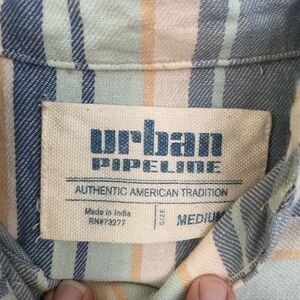 urban
PIPELINE
AUTHENTIC AMERICAN TRADITION
Made in India
RN#73277
SIZE
MEDIUM